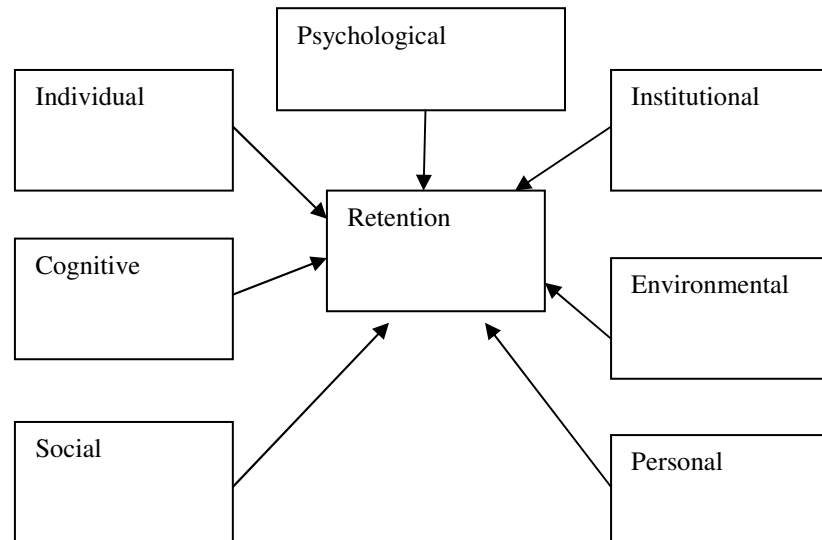 Psychological
Individual
Institutional
Retention
Cognitive
Environmental
Social
Personal